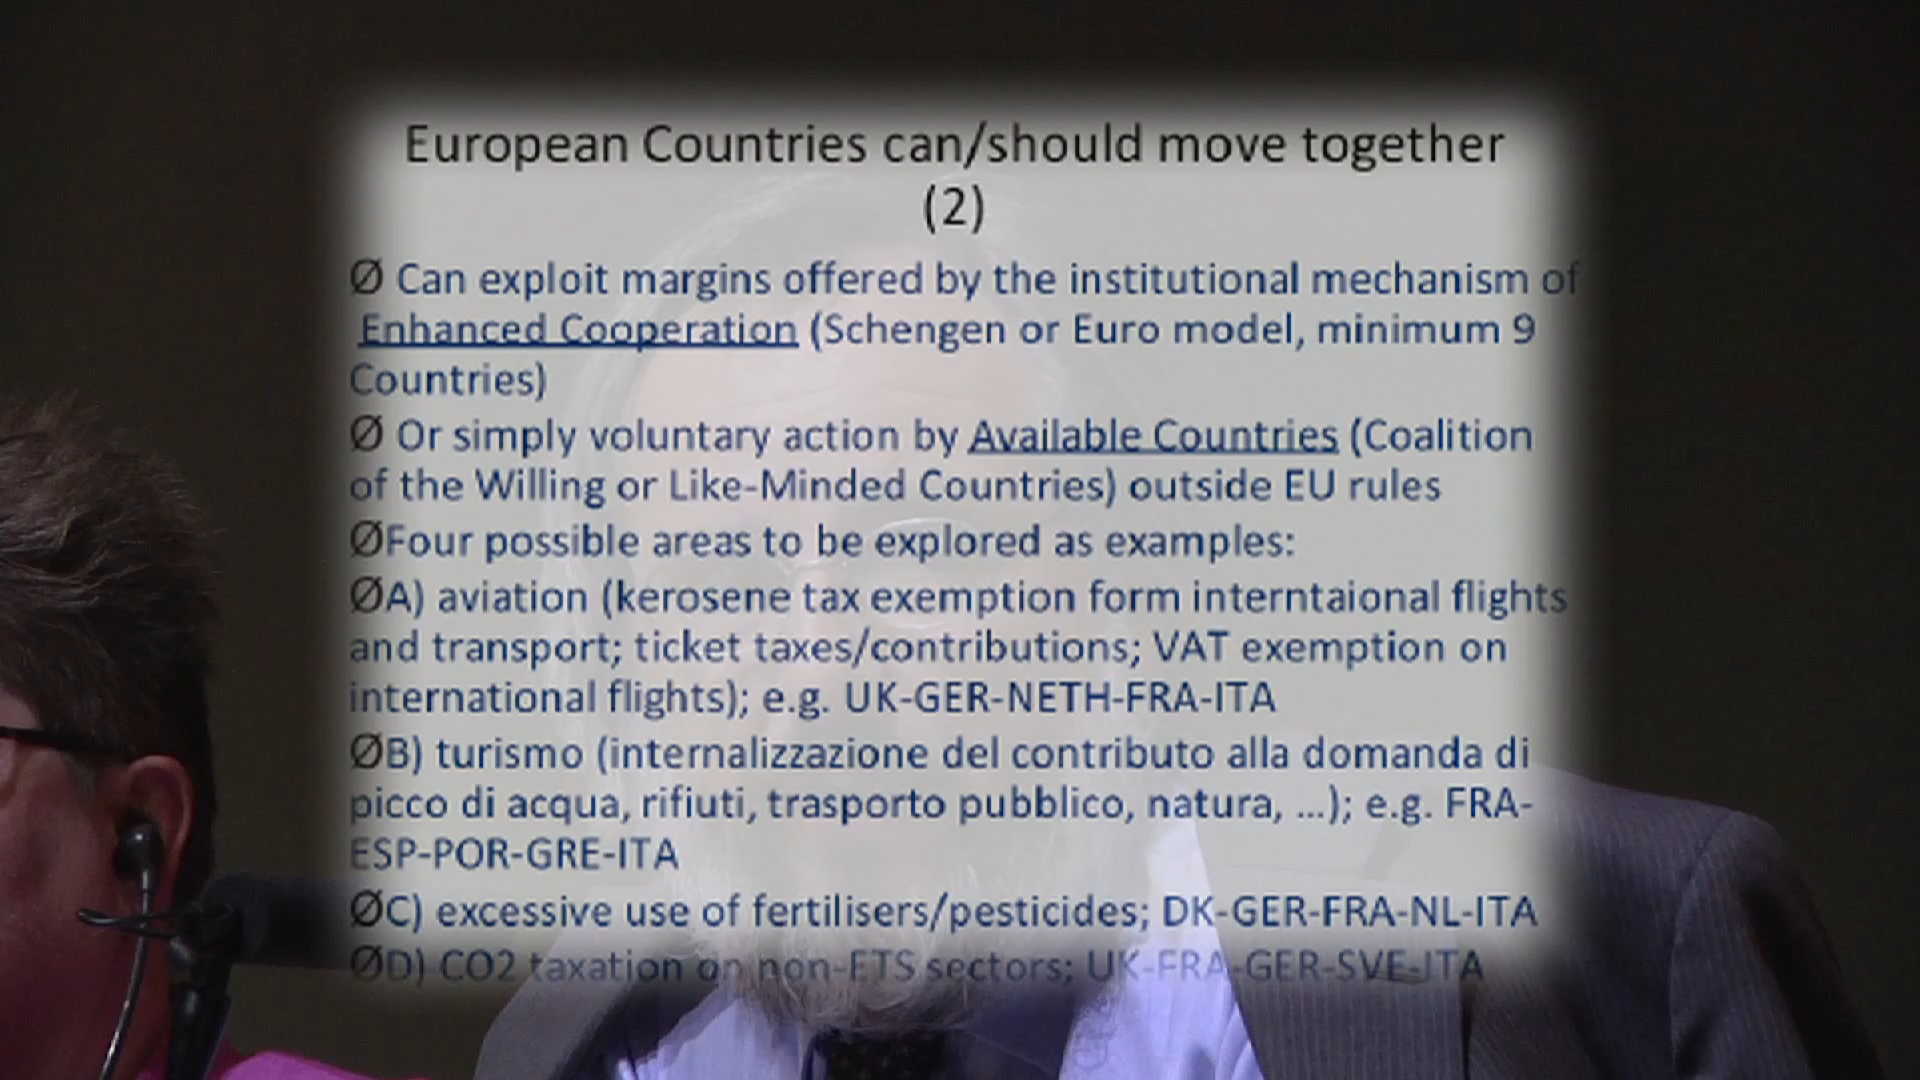 European Countries can/should move together
(2)
Ø Can exploit margins offered by the institutional mechanism of
Enhanced Cooperation (Schengen or Euro model, minimum 9
Countries)
Ø Or simply voluntary action by Available Countries (Coalition
of the Willing or Like-Minded Countries) outside EU rules
ØFour possible areas to be explored as examples:
ØA) aviation (kerosene tax exemption form interntaional flights
and transport; ticket taxes/contributions; VAT exemption on
international flights); e.g. UK-GER-NETH-FRA-ITA
ØB) turismo (internalizzazione del contributo alla domanda di
picco di acqua, rifiuti, trasporto pubblico, natura, ...); e.g. FRA-
ESP-POR-GRE-ITA
ØC) excessive use of fertilisers/pesticides; DK-GER-FRA-NL-ITA
ØD) CO2 taxation on non-ETS sectors; UK-FRA-GER-SVE-ITA